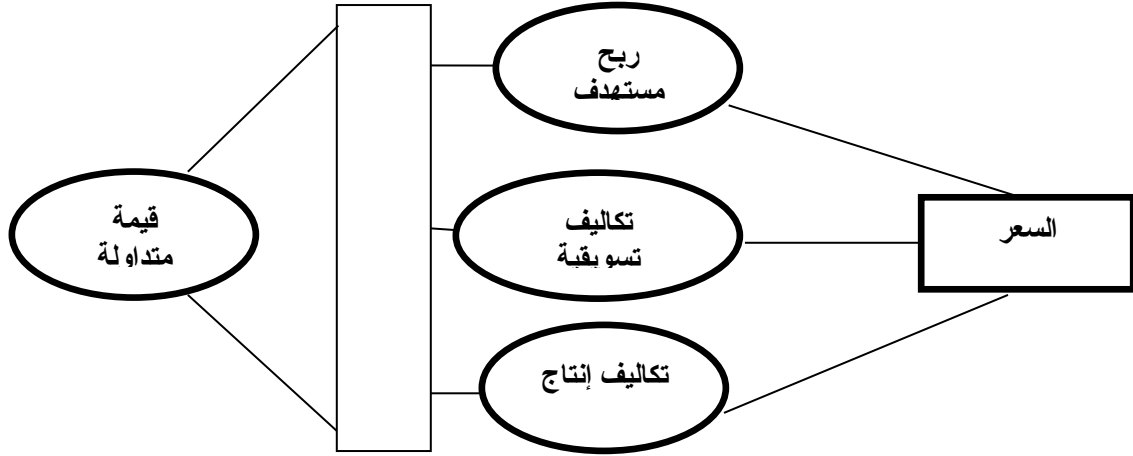 ربح
مستهدف
السعر
تكاليف
تسويقية
قيمة
متداولة
تكاليف إنتاج